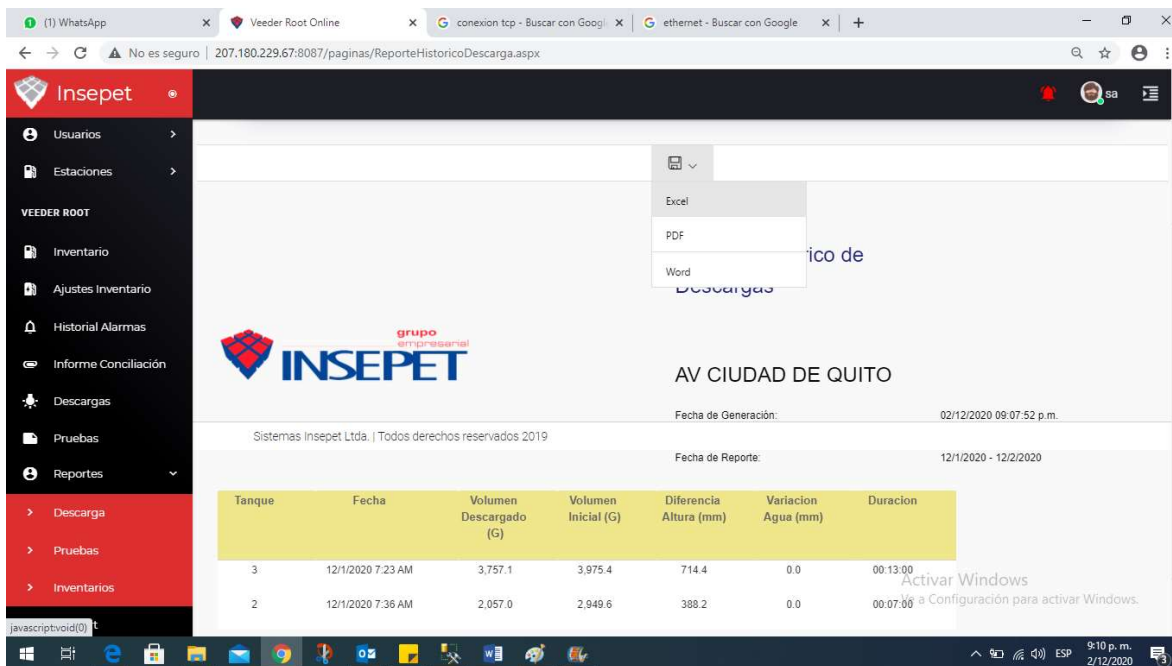 (1) WhatsApp
Veeder Root Online
conexion tcp - Buscar con Googl
ethernet - Buscar con Google
No es seguro | 207.180.229.67:8087/paginas/ReporteHistoricoDescarga.aspx
Insepet
sa
Usuarios
Estaciones
VEEDER ROOT
Inventario
Ajustes Inventario
Historial Alarmas
Informe Conciliación
Descargas
Pruebas
Reportes
Descarga
Pruebas
Inventarios
javascript:void(0)
Excel
PDF
Word
rico de
Descargas
grupo
empresarial
INSEPET
AV CIUDAD DE QUITO
Fecha de Generación: 02/12/2020 09:07:52 p.m.
Sistemas Insepet Ltda. | Todos derechos reservados 2019
Fecha de Reporte: 12/1/2020 - 12/2/2020
Tanque Fecha Volumen Descargado (G) Volumen Inicial (G) Diferencia Altura (mm) Variacion Agua (mm) Duracion
3 12/1/2020 7:23 AM 3,757.1 3,975.4 714.4 0.0 00:13:00
2 12/1/2020 7:36 AM 2,057.0 2,949.6 388.2 0.0 00:07:00
Activar Windows
Ve a Configuración para activar Windows.
ESP
9:10 p. m.
2/12/2020